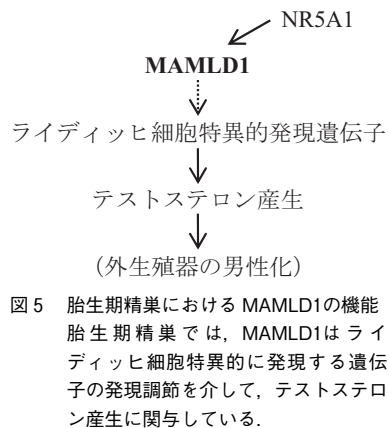 NR5A1
MAMLD1
ライディッヒ細胞特異的発現遺伝子
テストステロン産生
(外生殖器の男性化)
図5 胎生期精巣における MAMLD1の機能
胎生期精巣では,MAMLD1はライ
ディッヒ細胞特異的に発現する遺伝
子の発現調節を介して,テストステロ
ン産生に関与している.